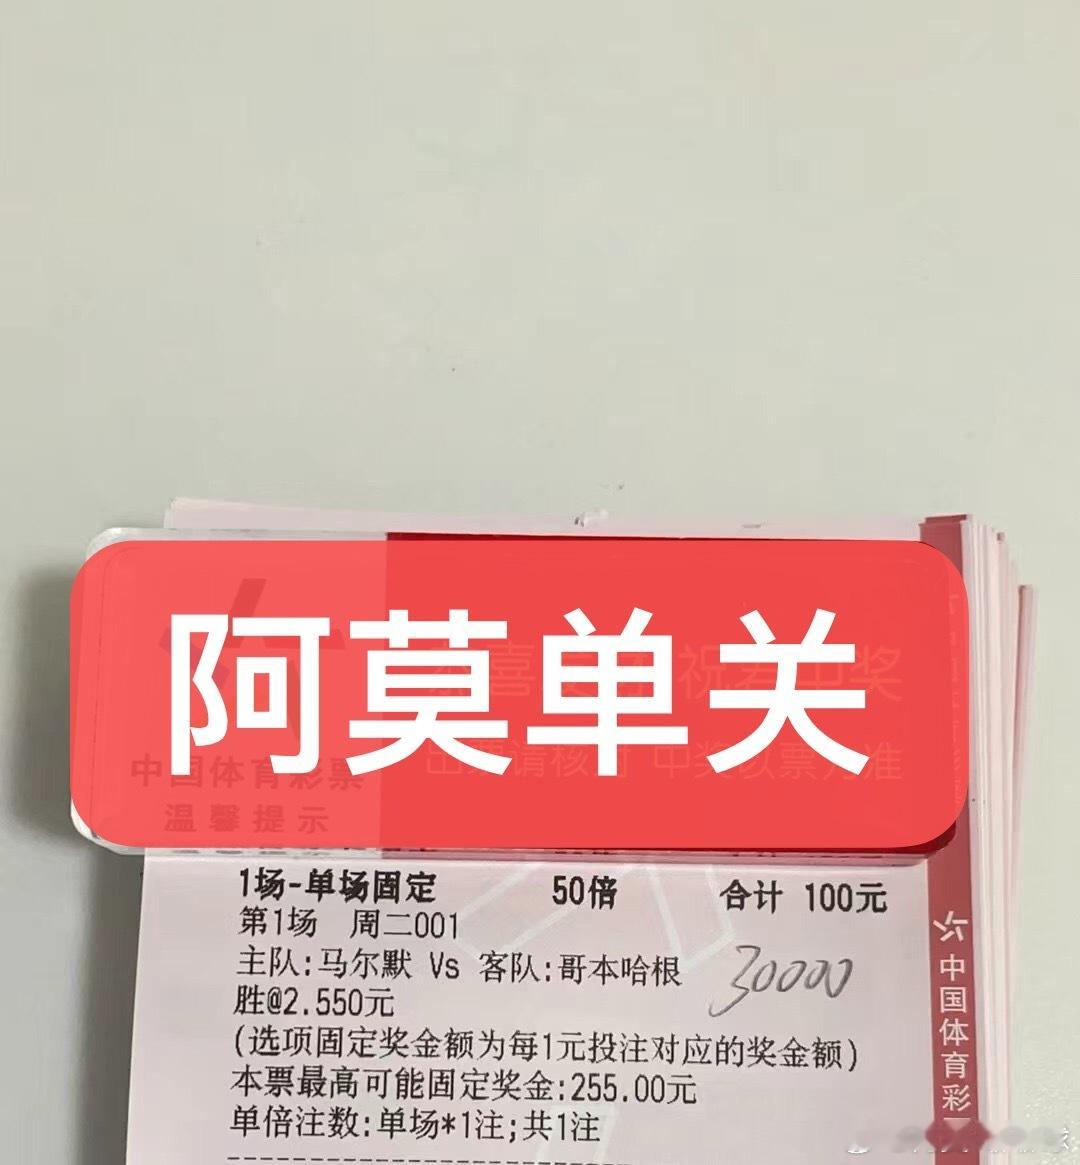 阿莫单关
恭喜 祝君中奖
出票请核对 中奖以票为准
中国体育彩票
温馨提示
1场-单场固定 50倍 合计 100元
第1场 周二001
主队:马尔默 Vs 客队:哥本哈根
30000
胜@2.550元
(选项固定奖金额为每1元投注对应的奖金额)
本票最高可能固定奖金:255.00元
单倍注数:单场*1注;共1注
中国体育彩